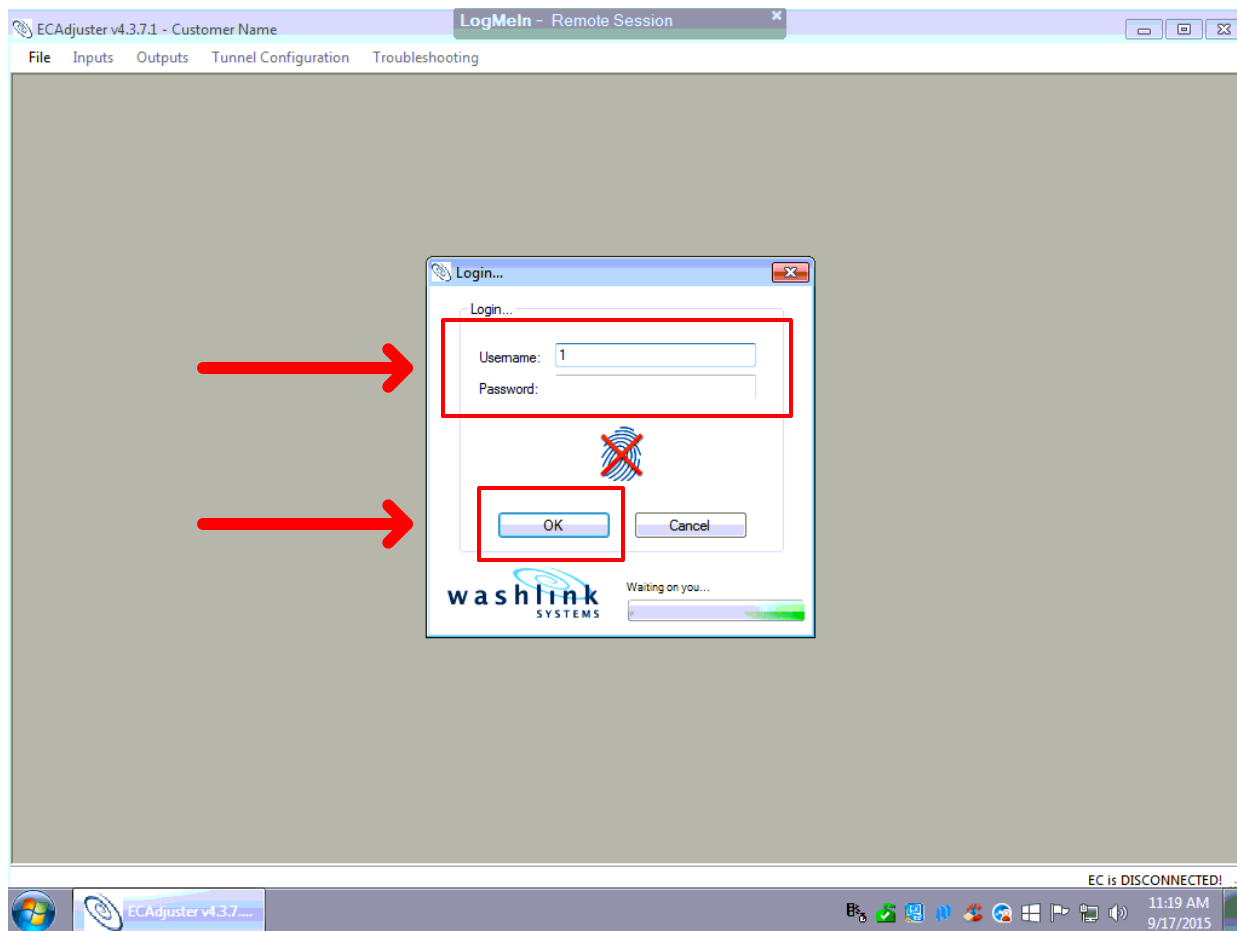 LogMeIn - Remote Session
ECAdjuster v4.3.7.1 - Customer Name
File Inputs Outputs Tunnel Configuration Troubleshooting
Login...
Login...
Username: 1
Password:
OK Cancel
washlink
SYSTEMS
Waiting on you...
EC is DISCONNECTED!
ECAdjuster v4.3.7....
11:19 AM
9/17/2015